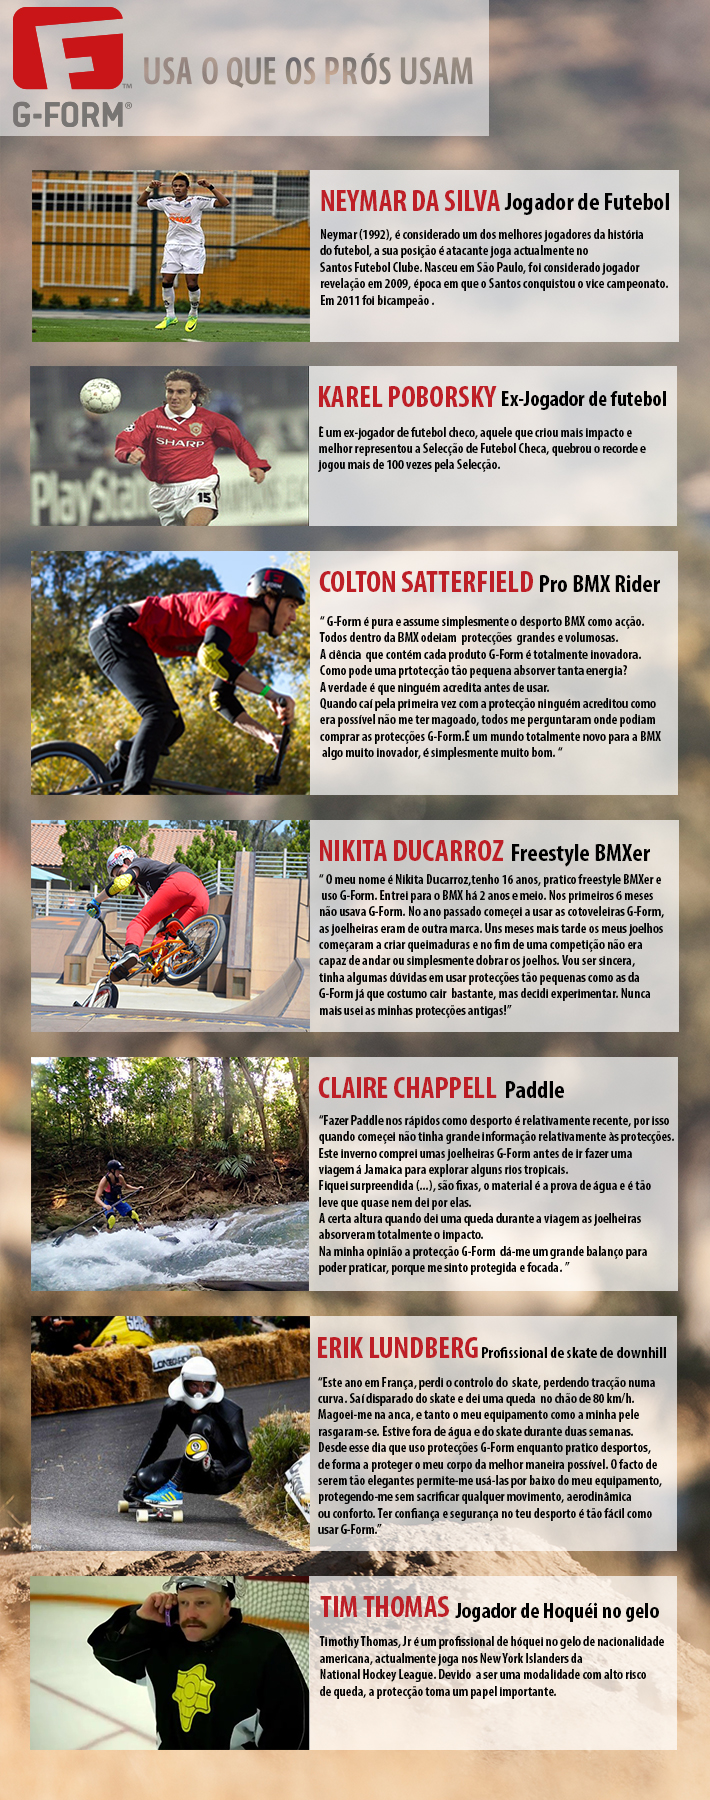 G-FORM®
USA O QUE OS PRÓS USAM
NEYMAR DA SILVA Jogador de Futebol
Neymar (1992), é considerado um dos melhores jogadores da história
do futebol, a sua posição é atacante joga actualmente no
Santos Futebol Clube. Nasceu em São Paulo, foi considerado jogador
revelação em 2009, época em que o Santos conquistou o vice campeonato.
Em 2011 foi bicampeão .
SHARP
15
PlayStat
KAREL POBORSKY Ex-Jogador de futebol
É um ex-jogador de futebol checo, aquele que criou mais impacto e
melhor representou a Selecção de Futebol Checa, quebrou o recorde e
jogou mais de 100 vezes pela Selecção.
COLTON SATTERFIELD Pro BMX Rider
" G-Form é pura e assume simplesmente o desporto BMX como acção.
Todos dentro da BMX odeiam protecções grandes e volumosas.
A ciência que contém cada produto G-Form é totalmente inovadora.
Como pode uma prtotecção tão pequena absorver tanta energia?
A verdade é que ninguém acredita antes de usar.
Quando caí pela primeira vez com a protecção ninguém acreditou como
era possível não me ter magoado, todos me perguntaram onde podiam
comprar as protecções G-Form.É um mundo totalmente novo para a BMX
algo muito inovador, é simplesmente muito bom. "
NIKITA DUCARROZ Freestyle BMXer
" O meu nome é Nikita Ducarroz,tenho 16 anos, pratico freestyle BMXer e
uso G-Form. Entrei para o BMX há 2 anos e meio. Nos primeiros 6 meses
não usava G-Form. No ano passado começei a usar as cotoveleiras G-Form,
as joelheiras eram de outra marca. Uns meses mais tarde os meus joelhos
começaram a criar queimaduras e no fim de uma competição não era
capaz de andar ou simplesmente dobrar os joelhos. Vou ser sincera,
tinha algumas dúvidas em usar protecções tão pequenas como as da
G-Form já que costumo cair bastante, mas decidi experimentar. Nunca
mais usei as minhas protecções antigas!"
CLAIRE CHAPPELL Paddle
"Fazer Paddle nos rápidos como desporto é relativamente recente, por isso
quando começei não tinha grande informação relativamente às protecções.
Este inverno comprei umas joelheiras G-Form antes de ir fazer uma
viagem á Jamaica para explorar alguns rios tropicais.
Fiquei surpreendida (...), são fixas, o material é a prova de água e é tão
leve que quase nem dei por elas.
A certa altura quando dei uma queda durante a viagem as joelheiras
absorveram totalmente o impacto.
Na minha opinião a protecção G-Form dá-me um grande balanço para
poder praticar, porque me sinto protegida e focada. "
ERIK LUNDBERG Profissional de skate de downhill
"Este ano em França, perdi o controlo do skate, perdendo tracção numa
curva. Saí disparado do skate e dei uma queda no chão de 80 km/h.
Magoei-me na anca, e tanto o meu equipamento como a minha pele
rasgaram-se. Estive fora de água e do skate durante duas semanas.
Desde esse dia que uso protecções G-Form enquanto pratico desportos,
de forma a proteger o meu corpo da melhor maneira possível. O facto de
serem tão elegantes permite-me usá-las por baixo do meu equipamento,
protegendo-me sem sacrificar qualquer movimento, aerodinâmica
ou conforto. Ter confiança e segurança no teu desporto é tão fácil como
usar G-Form."
TIM THOMAS Jogador de Hoquéi no gelo
Timothy Thomas, Jr é um profissional de hóquei no gelo de nacionalidade
americana, actualmente joga nos New York Islanders da
National Hockey League. Devido a ser uma modalidade com alto risco
de queda, a protecção toma um papel importante.